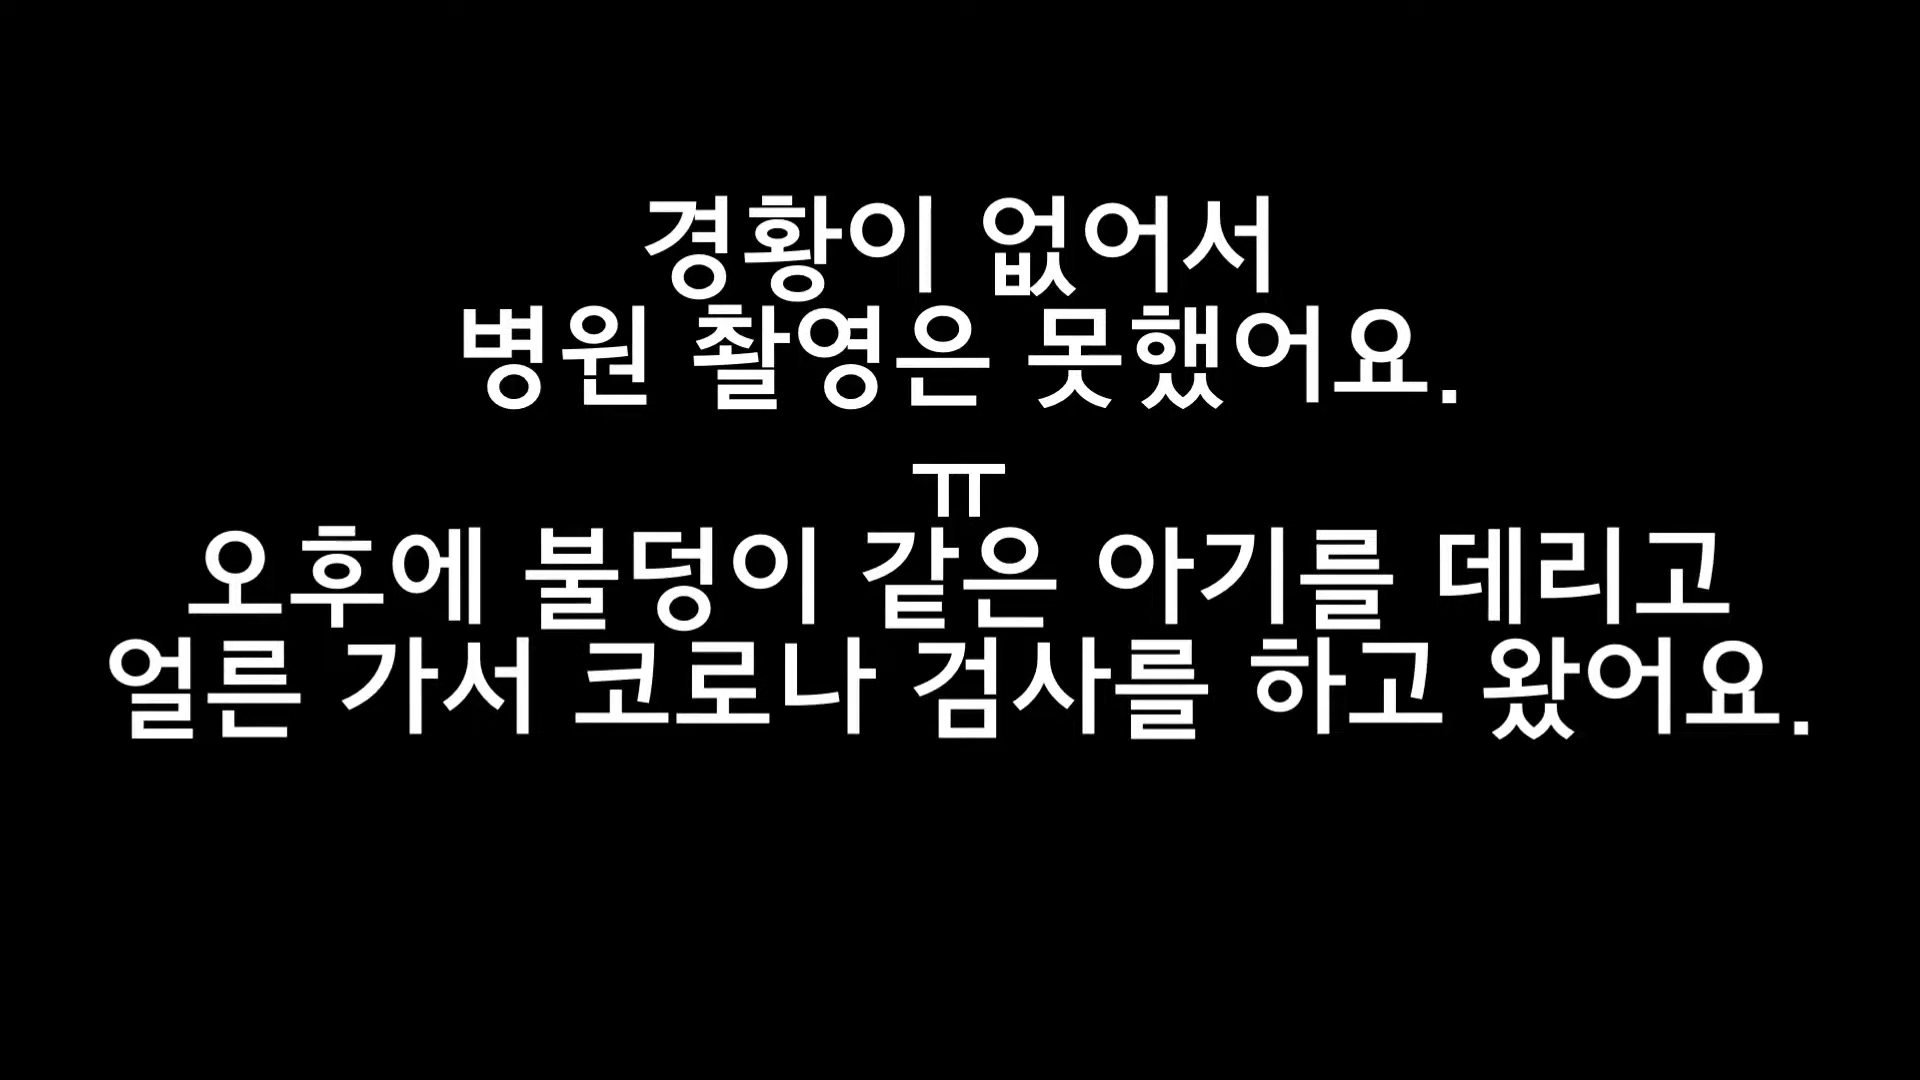 경황이 없어서
병원 촬영은 못했어요.
ㅠ
오후에 불덩이 같은 아기를 데리고
얼른 가서 코로나 검사를 하고 왔어요.